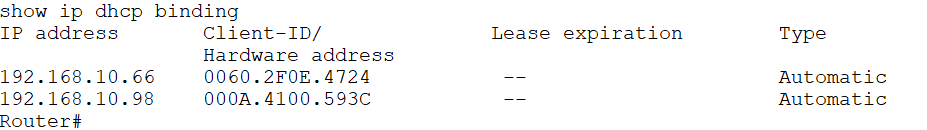 show ip dhcp binding
IP address Client-ID/ Lease expiration Type
Hardware address
192.168.10.66 0060.2F0E.4724 -- Automatic
192.168.10.98 000A.4100.593C -- Automatic
Router#